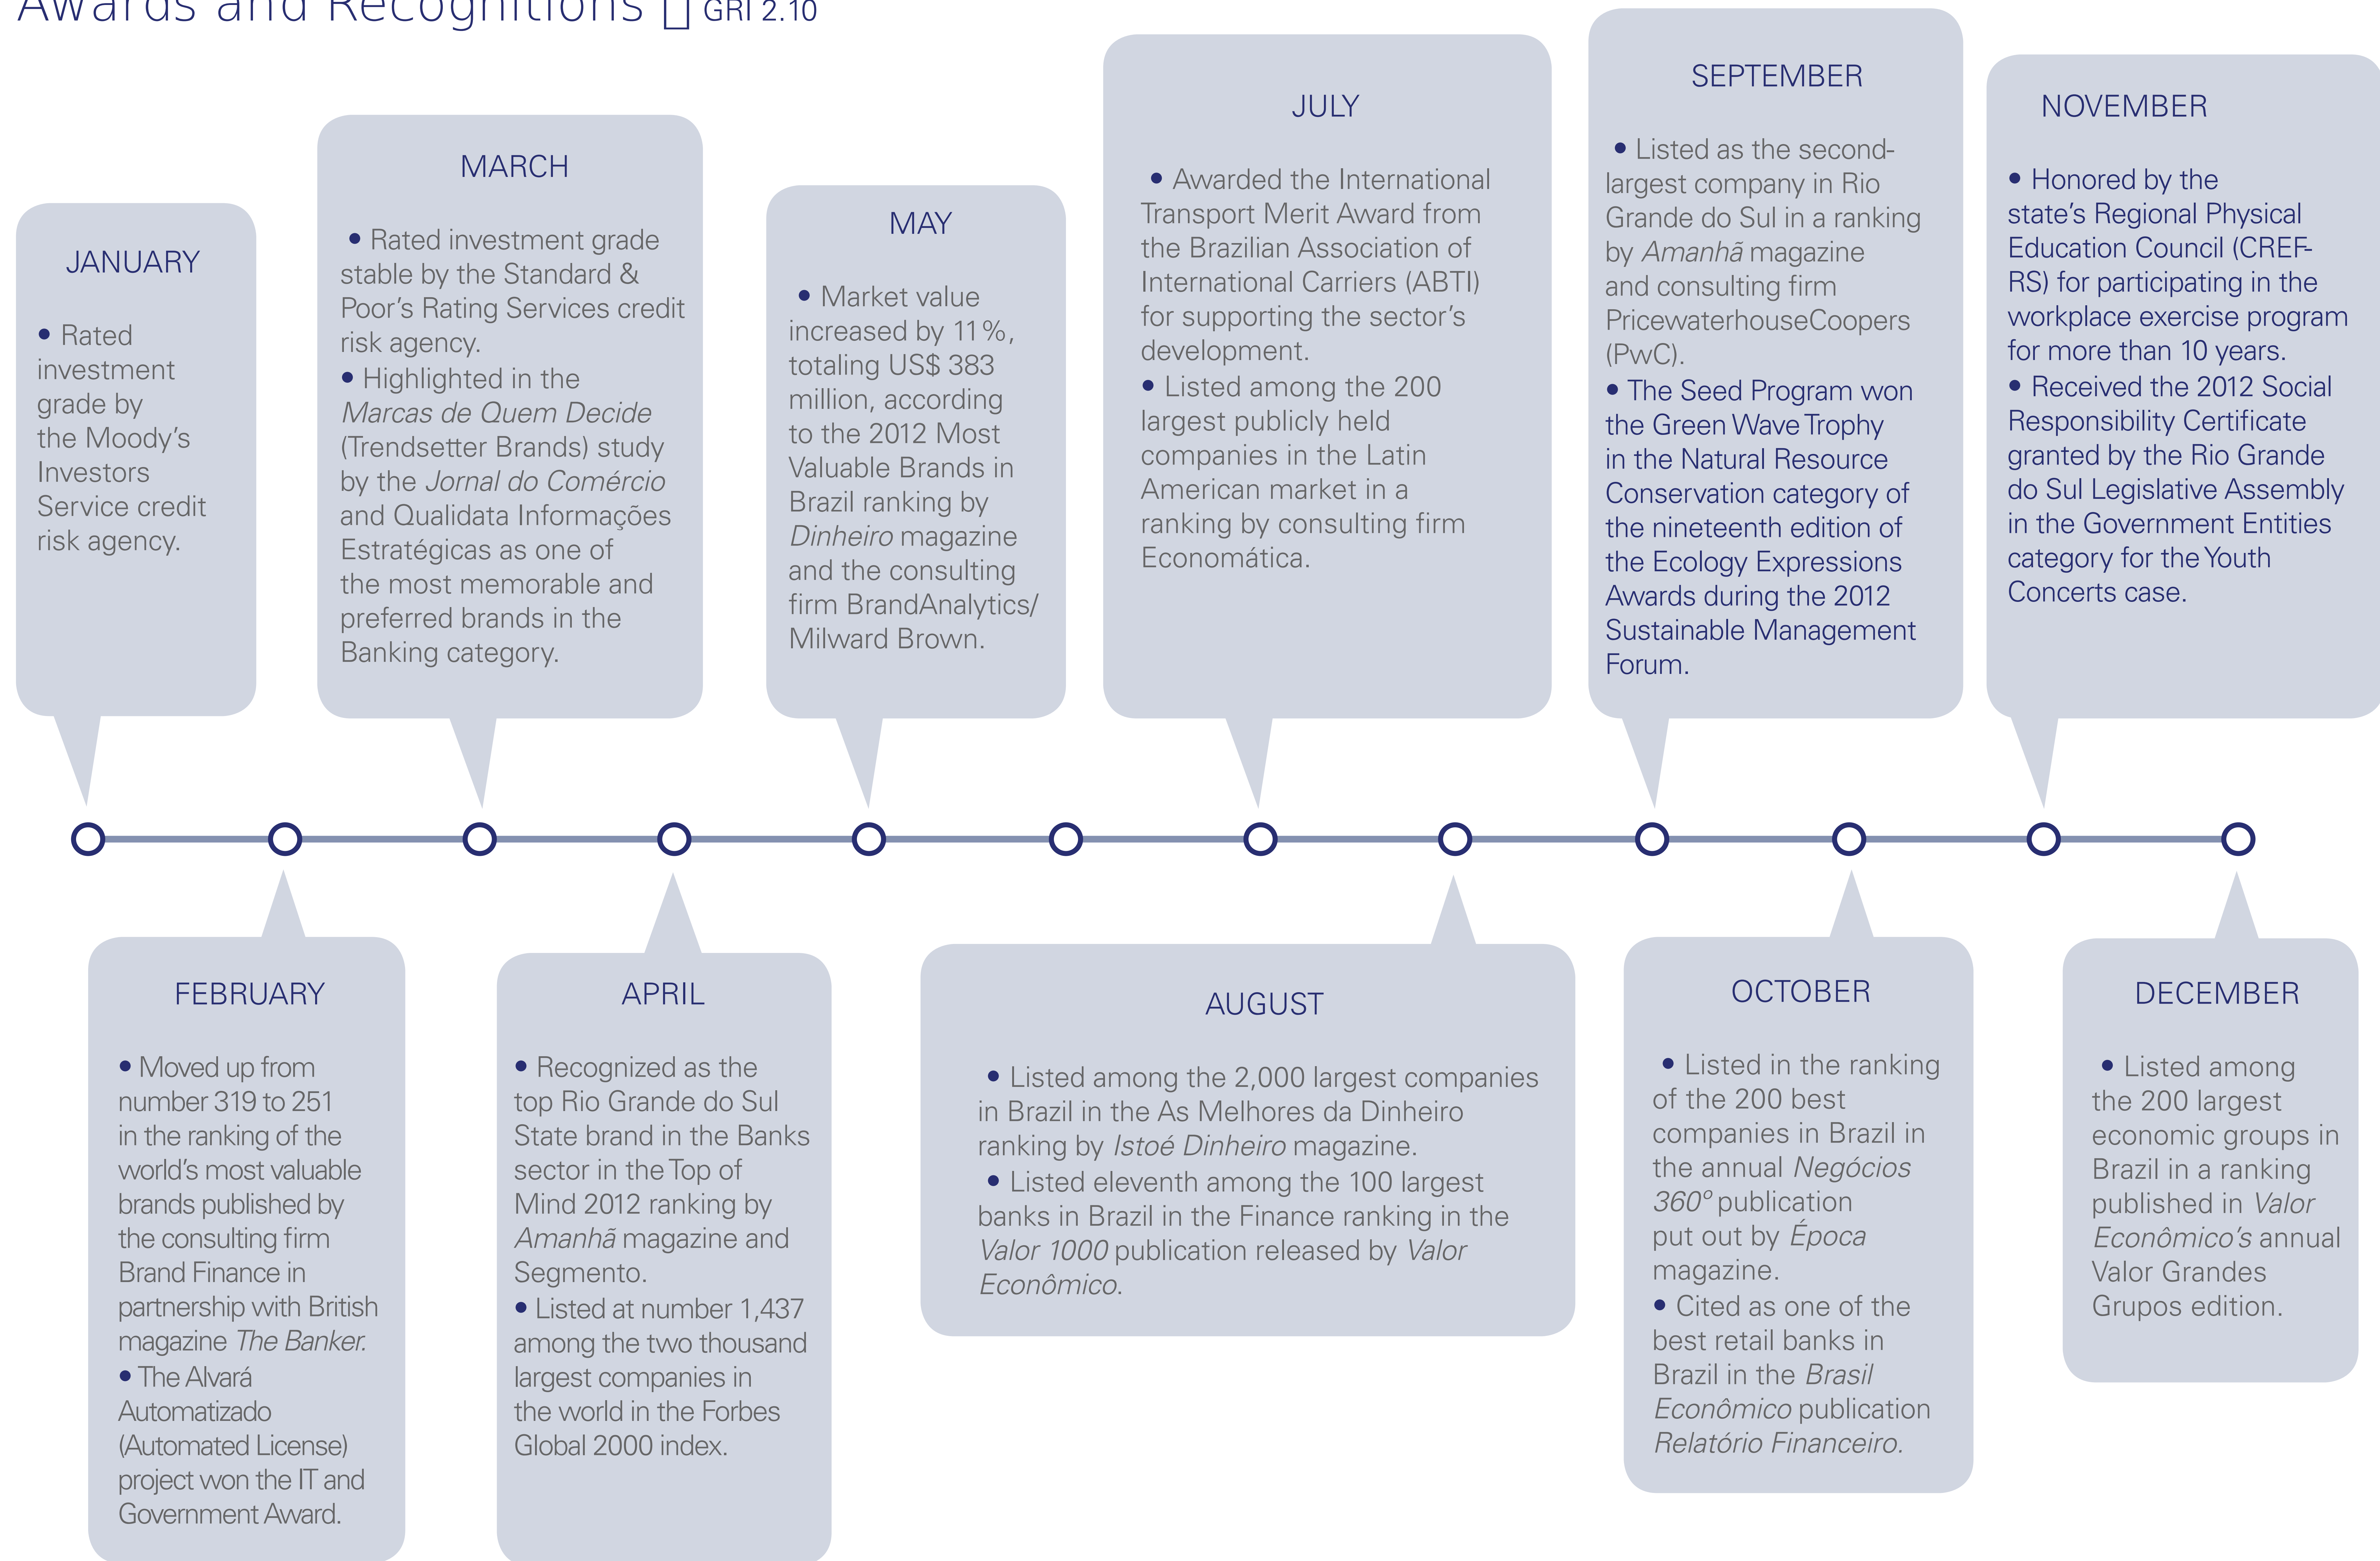 Awards and Recognitions GRI 2.10
JANUARY
• Rated
investment
grade by
the Moody's
Investors
Service credit
risk agency.
MARCH
• Rated investment grade
stable by the Standard &
Poor's Rating Services credit
risk agency.
• Highlighted in the
Marcas de Quem Decide
(Trendsetter Brands) study
by the Jornal do Comércio
and Qualidata Informações
Estratégicas as one of
the most memorable and
preferred brands in the
Banking category.
MAY
• Market value
increased by 11%,
totaling US$ 383
million, according
to the 2012 Most
Valuable Brands in
Brazil ranking by
Dinheiro magazine
and the consulting
firm BrandAnalytics/
Milward Brown.
JULY
• Awarded the International
Transport Merit Award from
the Brazilian Association of
International Carriers (ABTI)
for supporting the sector's
development.
• Listed among the 200
largest publicly held
companies in the Latin
American market in a
ranking by consulting firm
Economática.
SEPTEMBER
• Listed as the second-
largest company in Rio
Grande do Sul in a ranking
by Amanhã magazine
and consulting firm
PricewaterhouseCoopers
(PwC).
• The Seed Program won
the Green Wave Trophy
in the Natural Resource
Conservation category of
the nineteenth edition of
the Ecology Expressions
Awards during the 2012
Sustainable Management
Forum.
NOVEMBER
• Honored by the
state's Regional Physical
Education Council (CREF-
RS) for participating in the
workplace exercise program
for more than 10 years.
• Received the 2012 Social
Responsibility Certificate
granted by the Rio Grande
do Sul Legislative Assembly
in the Government Entities
category for the Youth
Concerts case.
FEBRUARY
• Moved up from
number 319 to 251
in the ranking of the
world's most valuable
brands published by
the consulting firm
Brand Finance in
partnership with British
magazine The Banker.
• The Alvará
Automatizado
(Automated License)
project won the IT and
Government Award.
APRIL
• Recognized as the
top Rio Grande do Sul
State brand in the Banks
sector in the Top of
Mind 2012 ranking by
Amanhã magazine and
Segmento.
• Listed at number 1,437
among the two thousand
largest companies in
the world in the Forbes
Global 2000 index.
AUGUST
• Listed among the 2,000 largest companies
in Brazil in the As Melhores da Dinheiro
ranking by Istoé Dinheiro magazine.
• Listed eleventh among the 100 largest
banks in Brazil in the Finance ranking in the
Valor 1000 publication released by Valor
Econômico.
OCTOBER
• Listed in the ranking
of the 200 best
companies in Brazil in
the annual Negócios
360º publication
put out by Época
magazine.
• Cited as one of the
best retail banks in
Brazil in the Brasil
Econômico publication
Relatório Financeiro.
DECEMBER
• Listed among
the 200 largest
economic groups in
Brazil in a ranking
published in Valor
Econômico's annual
Valor Grandes
Grupos edition.